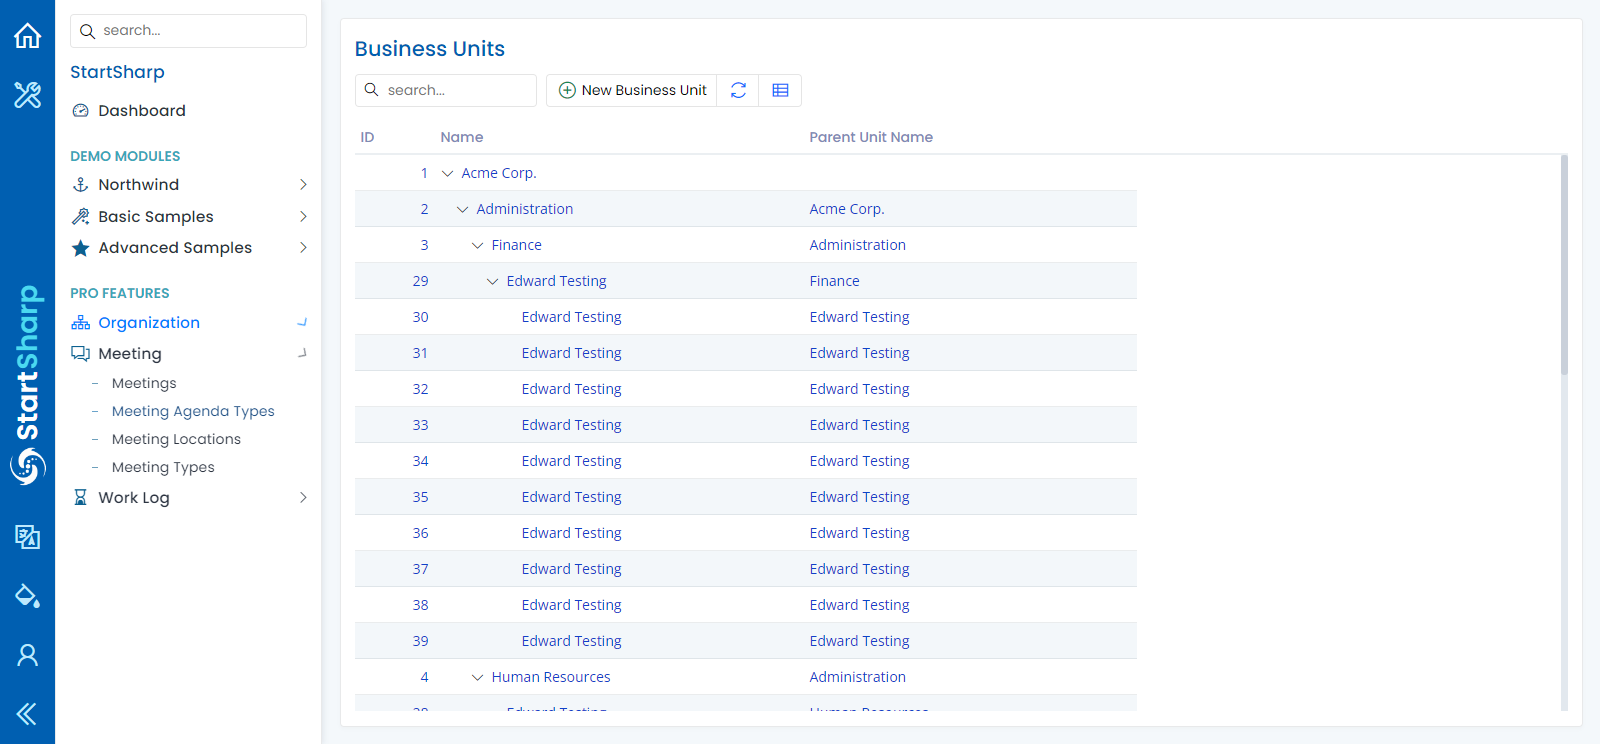 search...
StartSharp
Dashboard
DEMO MODULES
Northwind
Basic Samples
Advanced Samples
PRO FEATURES
Organization
Meeting
Meetings
Meeting Agenda Types
Meeting Locations
Meeting Types
Work Log
StartSharp
Business Units
search...
New Business Unit
ID Name Parent Unit Name
1 Acme Corp.
2 Administration Acme Corp.
3 Finance Administration
29 Edward Testing Finance
30 Edward Testing Edward Testing
31 Edward Testing Edward Testing
32 Edward Testing Edward Testing
33 Edward Testing Edward Testing
34 Edward Testing Edward Testing
35 Edward Testing Edward Testing
36 Edward Testing Edward Testing
37 Edward Testing Edward Testing
38 Edward Testing Edward Testing
39 Edward Testing Edward Testing
4 Human Resources Administration
Edward Testing Human Resources